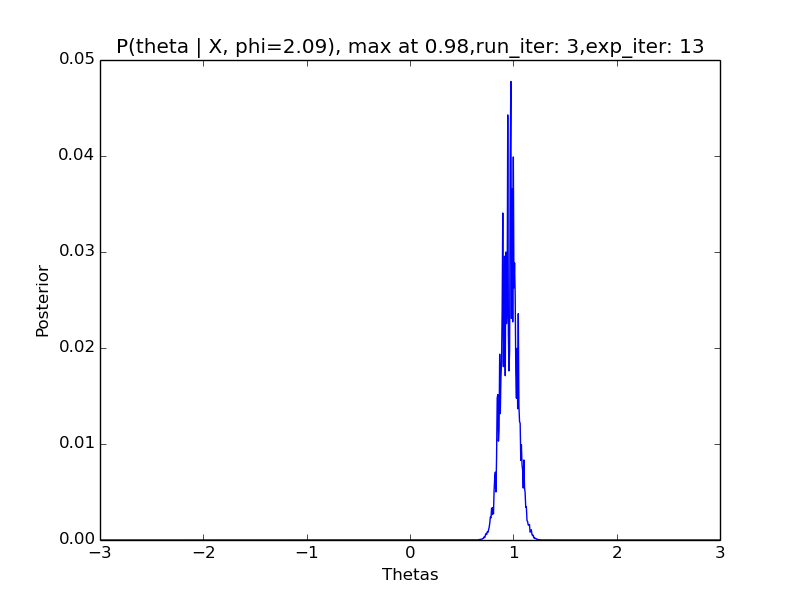 P(theta | X, phi=2.09), max at 0.98,run_iter: 3,exp_iter: 13
0.05
0.04
0.03
0.02
0.01
0.00
Posterior
−3 −2 −1 0 1 2 3
Thetas